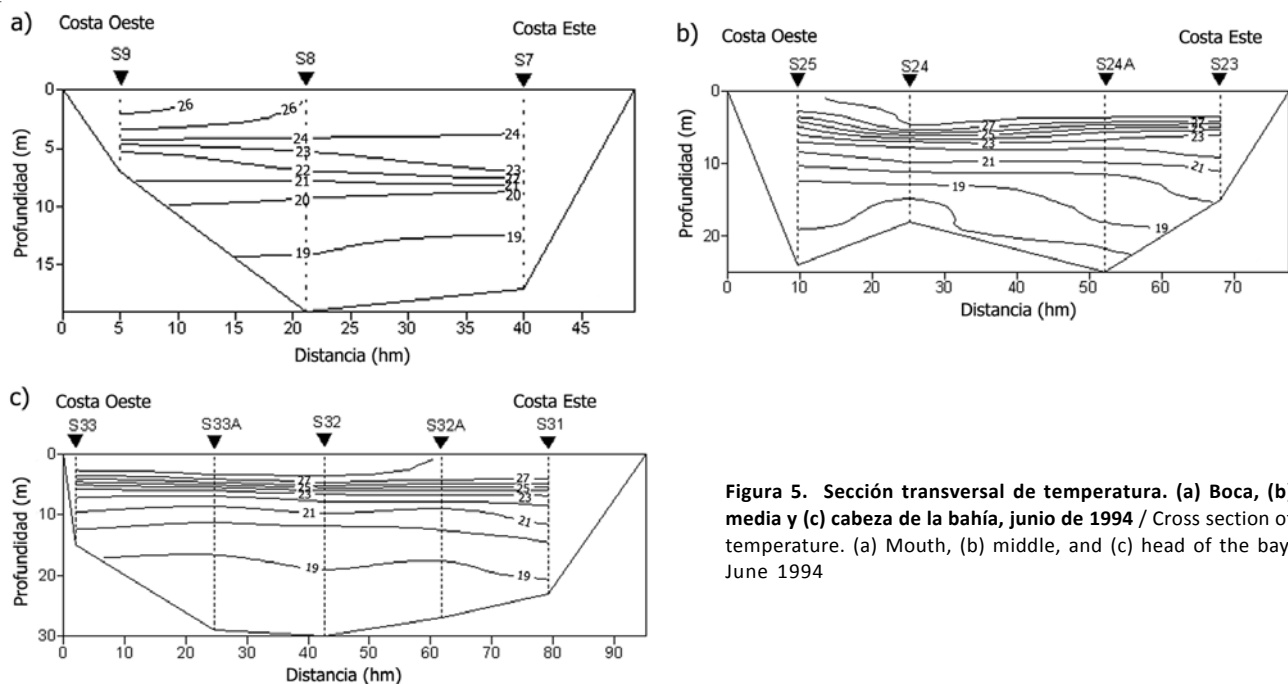 a)
Costa Oeste
Costa Este
S9
S8
S7
0
5
10
15
Profundidad (m)
26
26
24
24
23
23
22
22
21
21
20
20
19
19
0 5 10 15 20 25 30 35 40 45
Distancia (hm)
b)
Costa Oeste
Costa Este
S25
S24
S24A
S23
0
10
20
Profundidad (m)
27
27
25
25
23
23
21
21
19
19
0 10 20 30 40 50 60 70
Distancia (hm)
c)
Costa Oeste
Costa Este
S33
S33A
S32
S32A
S31
0
10
20
30
Profundidad (m)
27
27
25
25
23
23
21
21
19
19
0 10 20 30 40 50 60 70 80 90
Distancia (hm)
Figura 5. Sección transversal de temperatura. (a) Boca, (b)
media y (c) cabeza de la bahía, junio de 1994 / Cross section of
temperature. (a) Mouth, (b) middle, and (c) head of the bay
June 1994